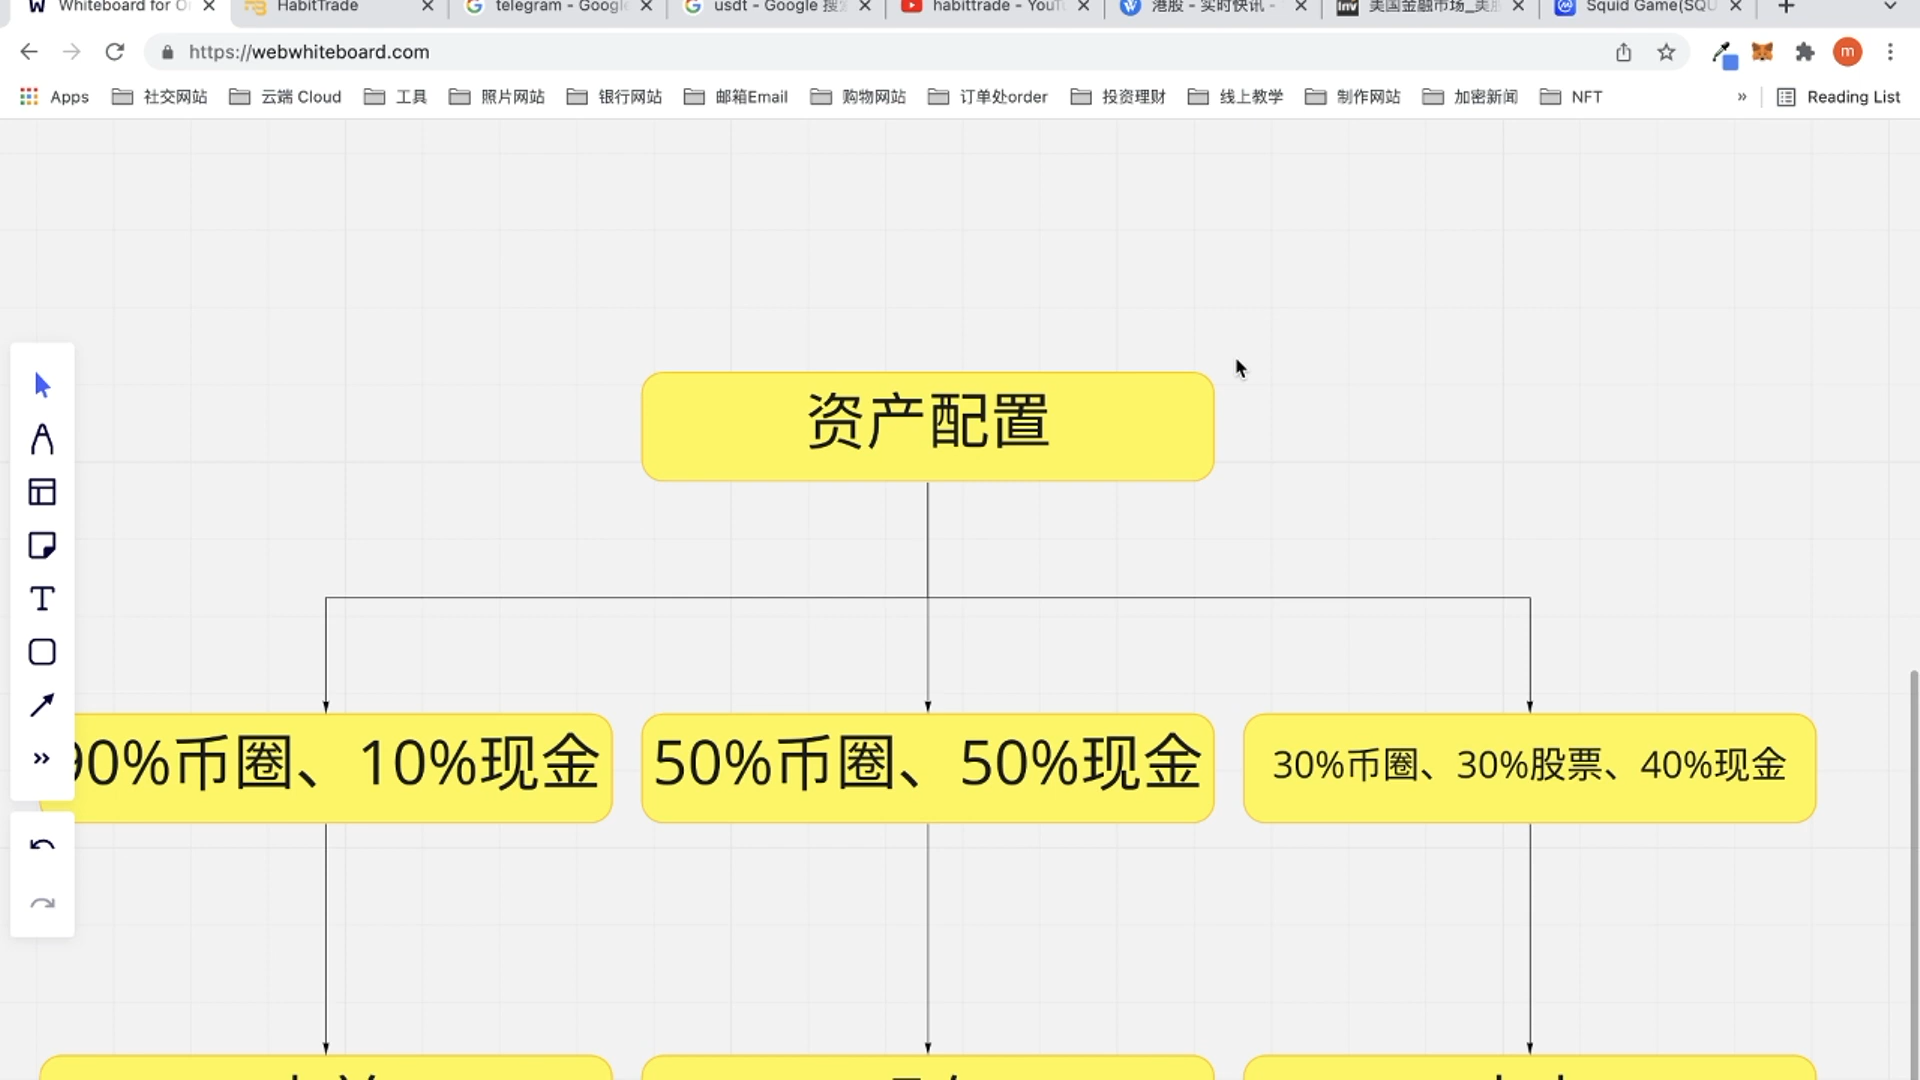 Whiteboard for Or
HabitTrade
telegram - Google
usdt - Google 搜
habittrade - YouT
港股 - 实时快讯 -
美国金融市场_美
Squid Game(SQU
https://webwhiteboard.com
m
Apps
社交网站
云端 Cloud
工具
照片网站
银行网站
邮箱Email
购物网站
订单处order
投资理财
线上教学
制作网站
加密新闻
NFT
»
Reading List
资产配置
90%币圈、10%现金
50%币圈、50%现金
30%币圈、30%股票、40%现金